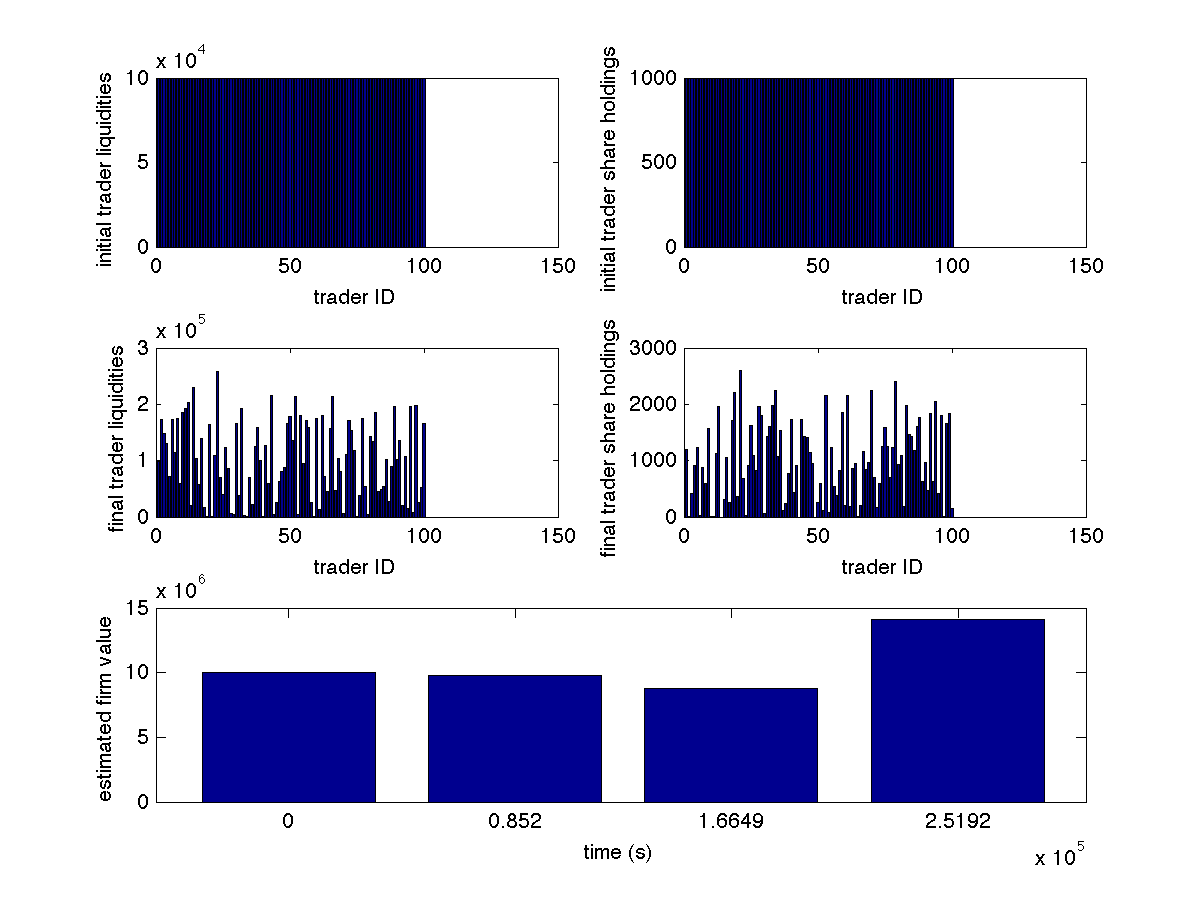 x 10^4
10
5
0
initial trader liquidities
0 50 100 150
trader ID
1000
500
0
initial trader share holdings
0 50 100 150
trader ID
x 10^5
3
2
1
0
final trader liquidities
0 50 100 150
trader ID
3000
2000
1000
0
final trader share holdings
0 50 100 150
trader ID
x 10^6
15
10
5
0
estimated firm value
0 0.852 1.6649 2.5192
time (s)
x 10^5